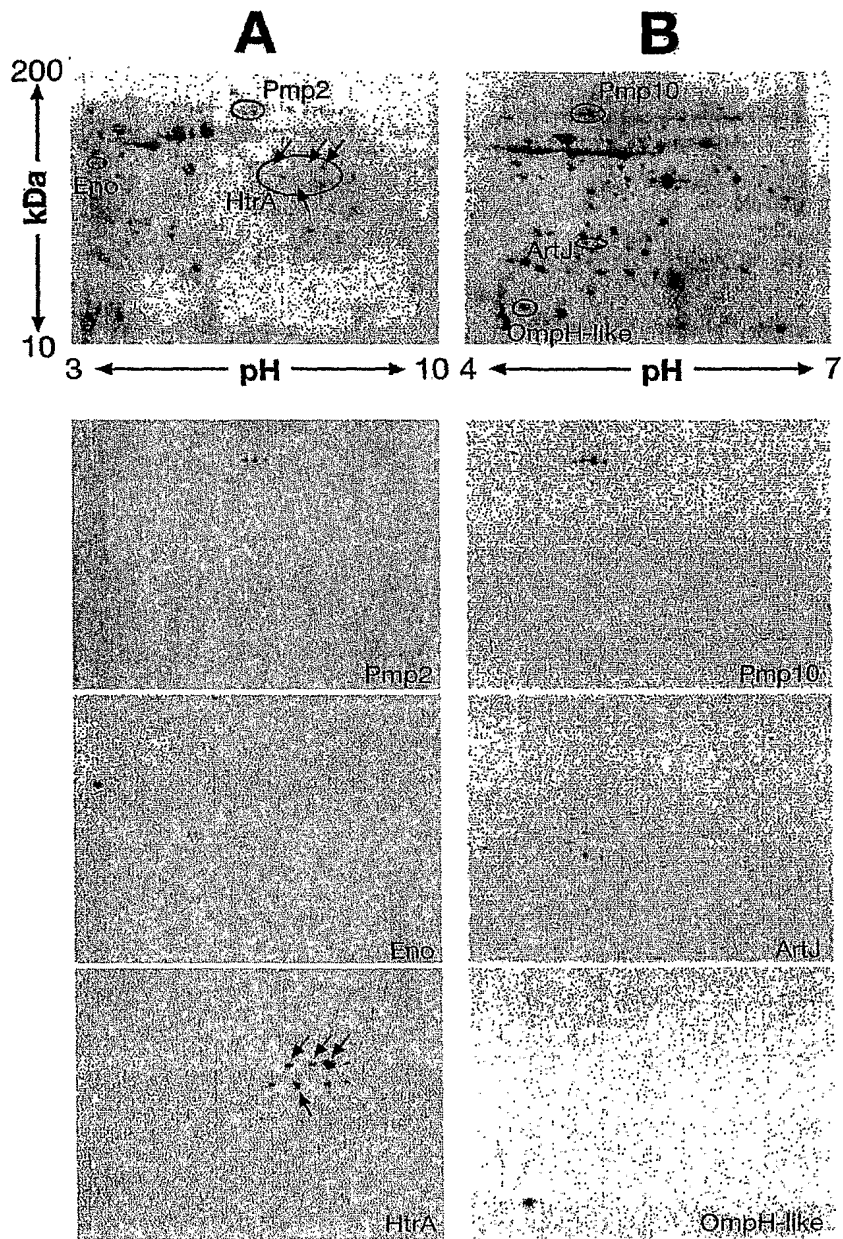 A
B
200
kDa
10
Pmp2
Eno
HtrA
3
pH
10
Pmp10
ArtJ
OmpH-like
4
pH
7
Pmp2
Pmp10
Eno
ArtJ
HtrA
OmpH-like